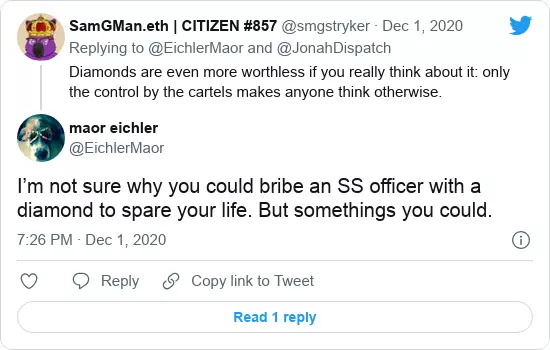 SamGMan.eth | CITIZEN #857 @smgstryker · Dec 1, 2020
Replying to @EichlerMaor and @JonahDispatch
Diamonds are even more worthless if you really think about it: only
the control by the cartels makes anyone think otherwise.
maor eichler
@EichlerMaor
I’m not sure why you could bribe an SS officer with a
diamond to spare your life. But somethings you could.
7:26 PM · Dec 1, 2020
Reply
Copy link to Tweet
Read 1 reply